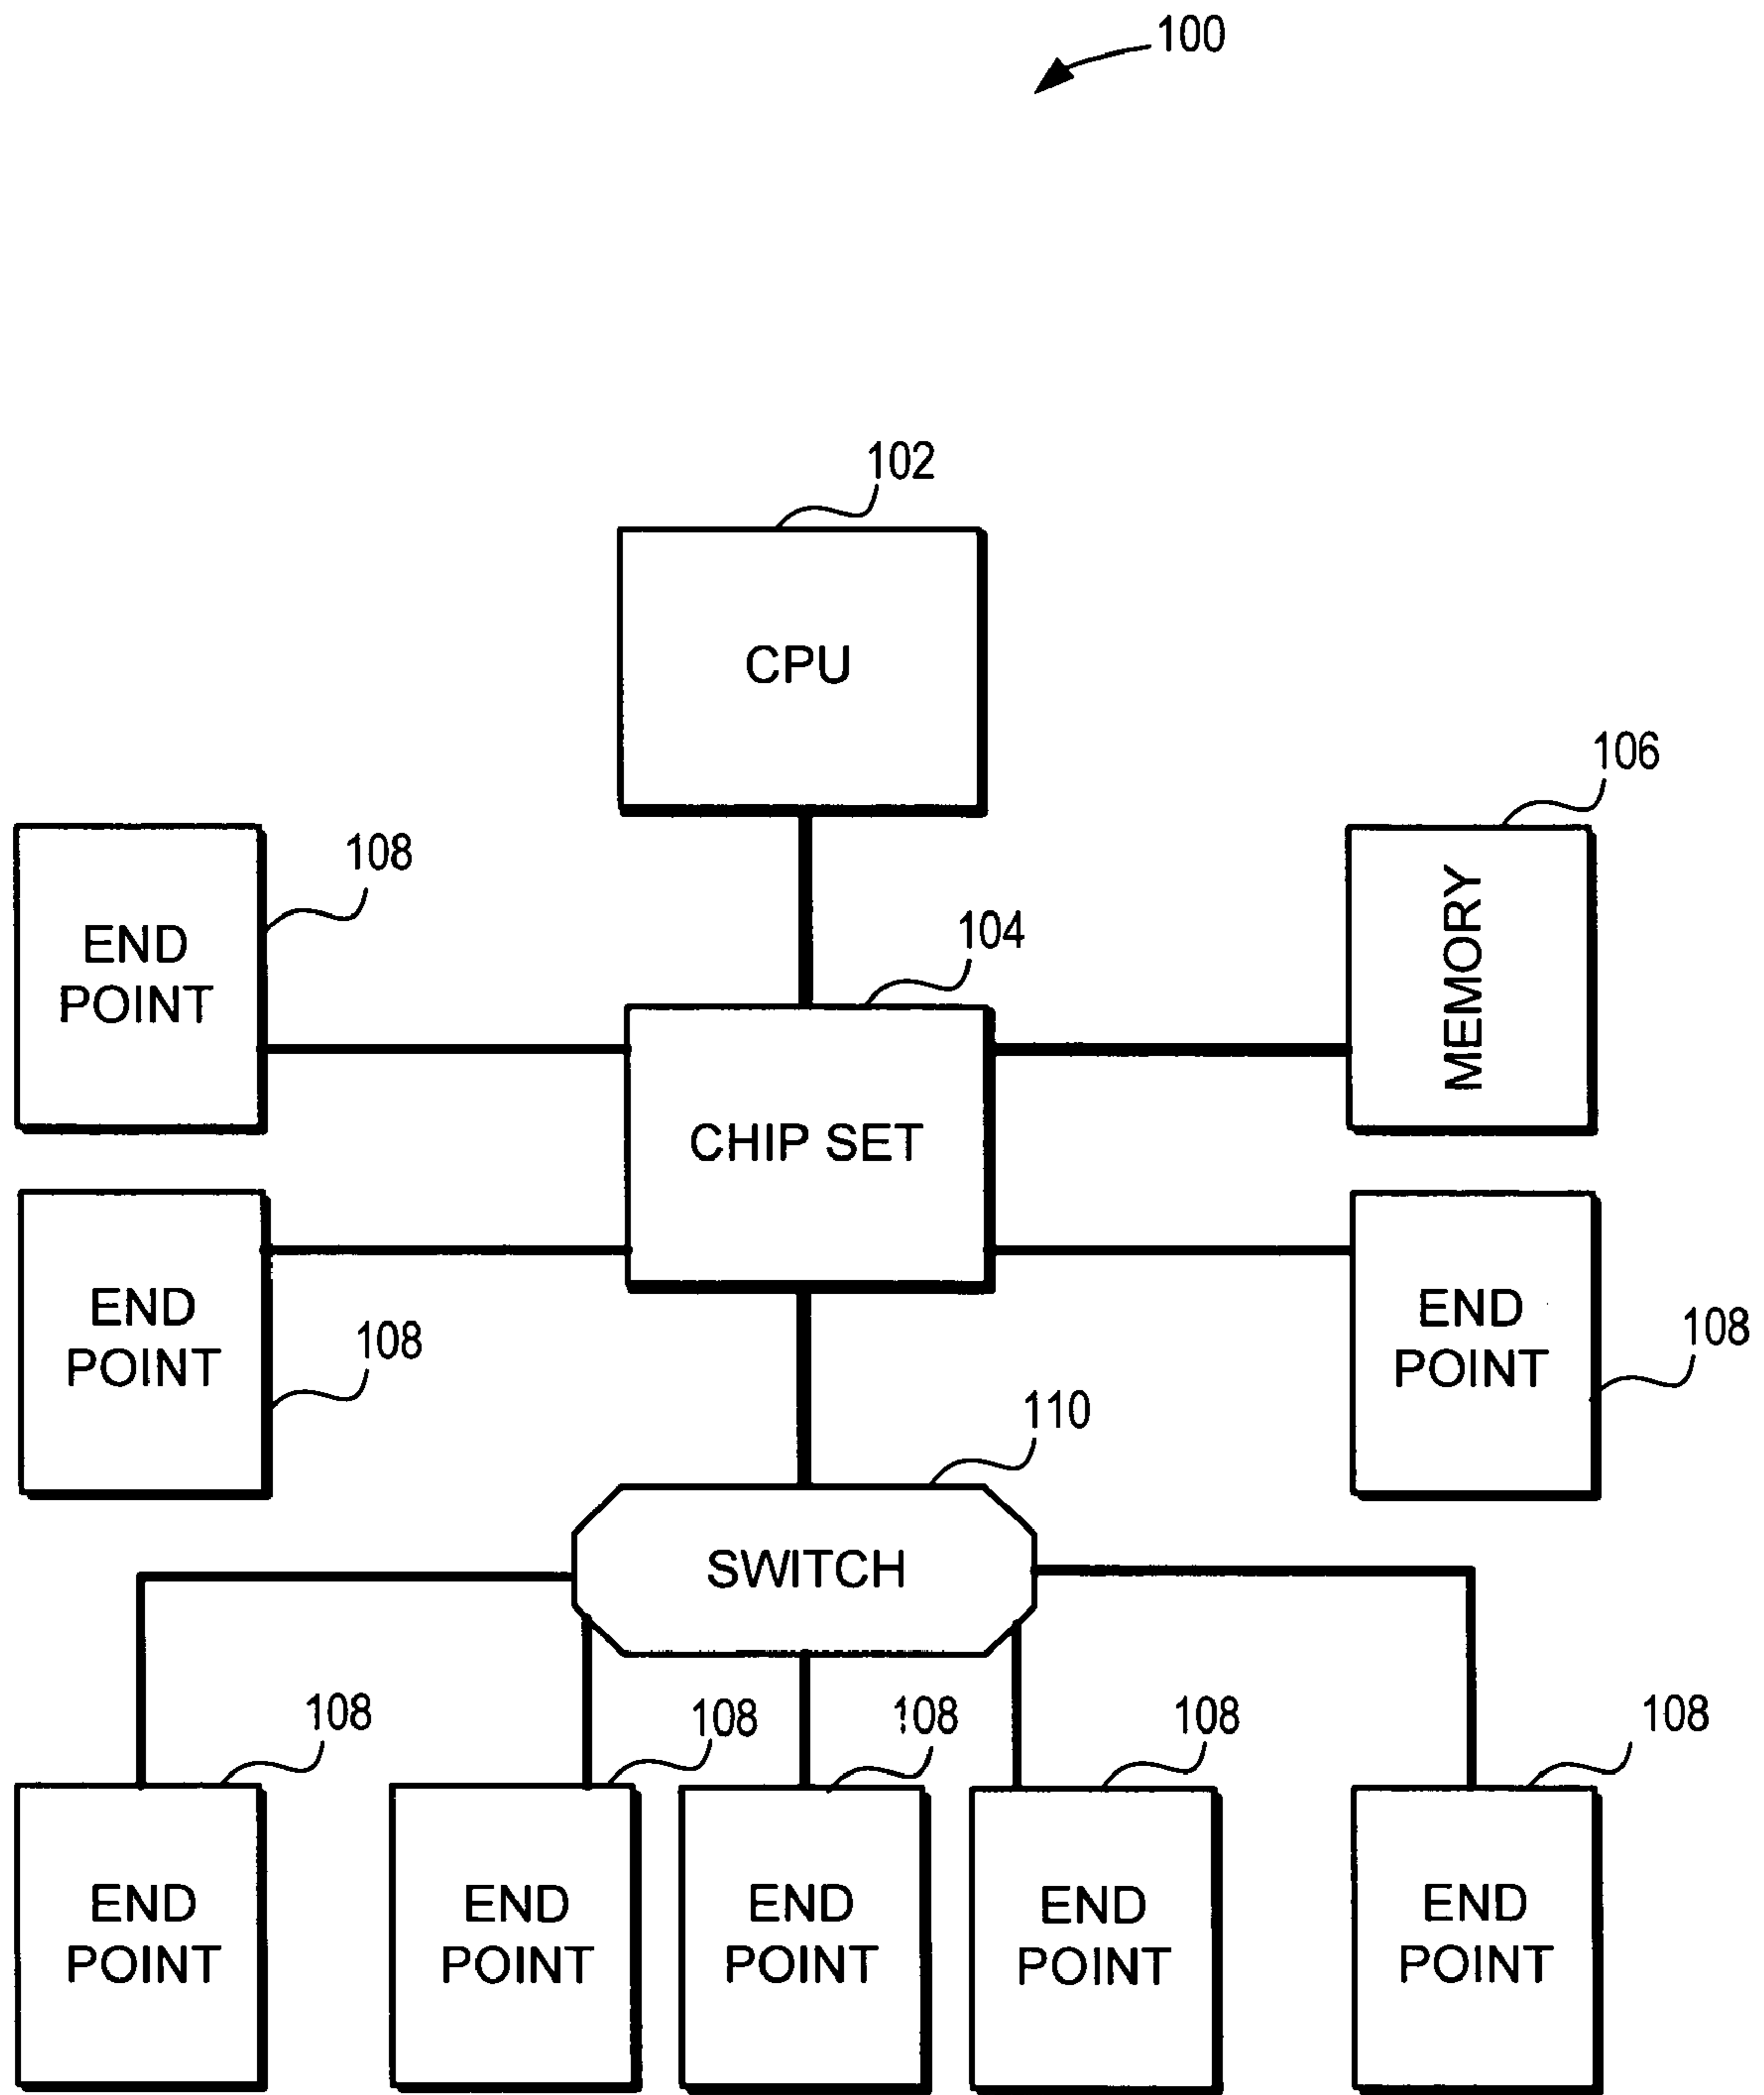 100
102
CPU
106
108
MEMORY
END
POINT
104
CHIP SET
END
POINT
108
END
POINT
108
110
SWITCH
108
108
108
108
108
END
POINT
END
POINT
END
POINT
END
POINT
END
POINT